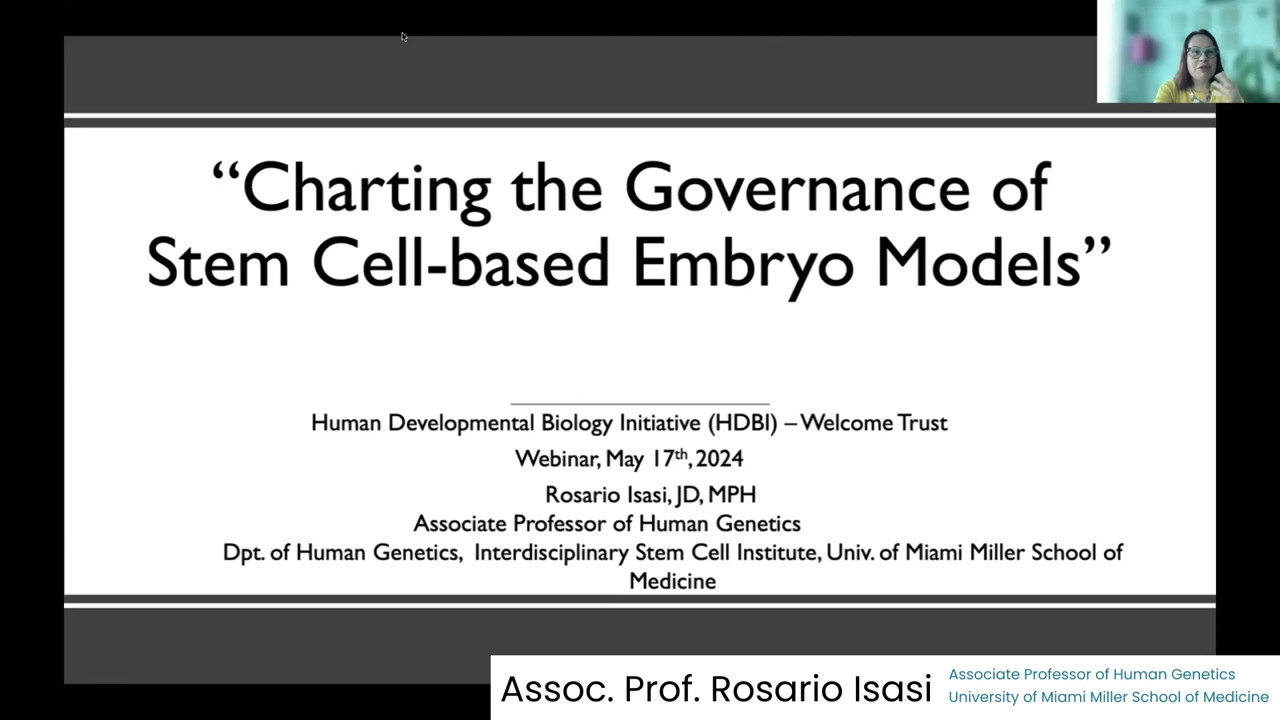 “Charting the Governance of
Stem Cell-based Embryo Models”
Human Developmental Biology Initiative (HDBI) – Welcome Trust
Webinar, May 17th, 2024
Rosario Isasi, JD, MPH
Associate Professor of Human Genetics
Dpt. of Human Genetics, Interdisciplinary Stem Cell Institute, Univ. of Miami Miller School of
Medicine
Assoc. Prof. Rosario Isasi
Associate Professor of Human Genetics
University of Miami Miller School of Medicine